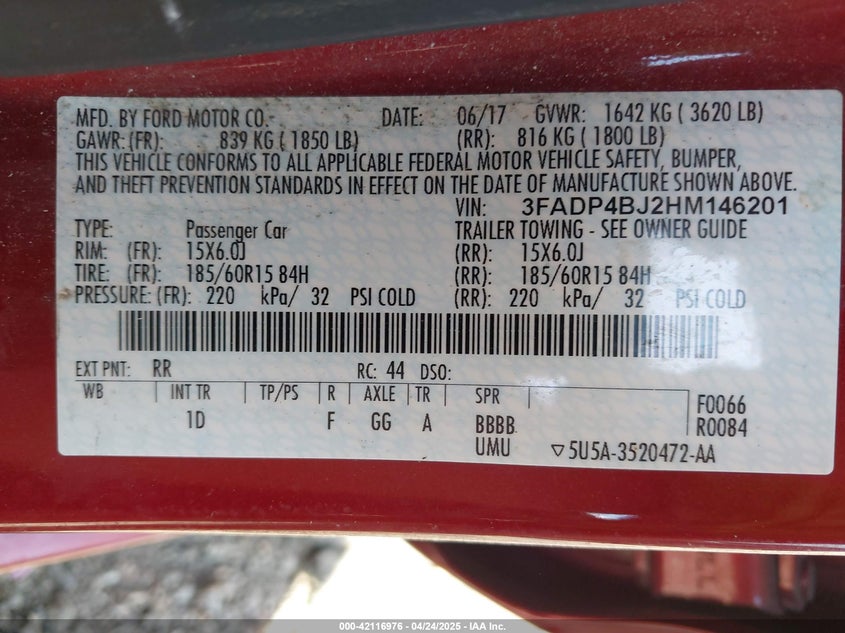 MFD. BY FORD MOTOR CO. DATE: 06/17 GVWR: 1642 KG ( 3620 LB)
GAWR: (FR): 839 KG ( 1850 LB) (RR): 816 KG ( 1800 LB)
THIS VEHICLE CONFORMS TO ALL APPLICABLE FEDERAL MOTOR VEHICLE SAFETY, BUMPER,
AND THEFT PREVENTION STANDARDS IN EFFECT ON THE DATE OF MANUFACTURE SHOWN ABOVE.
VIN: 3FADP4BJ2HM146201
TYPE: Passenger Car TRAILER TOWING - SEE OWNER GUIDE
RIM: (FR): 15X6.0J (RR): 15X6.0J
TIRE: (FR): 185/60R15 84H (RR): 185/60R15 84H
PRESSURE: (FR): 220 kPa/ 32 PSI COLD (RR): 220 kPa/ 32 PSI COLD
EXT PNT: RR RC: 44 DSO:
WB INT TR TP/PS R AXLE TR SPR F0066
1D F GG A BBBB R0084
UMU ▽5U5A-3520472-AA
000-42116976 | 04/24/2025 - IAA Inc.